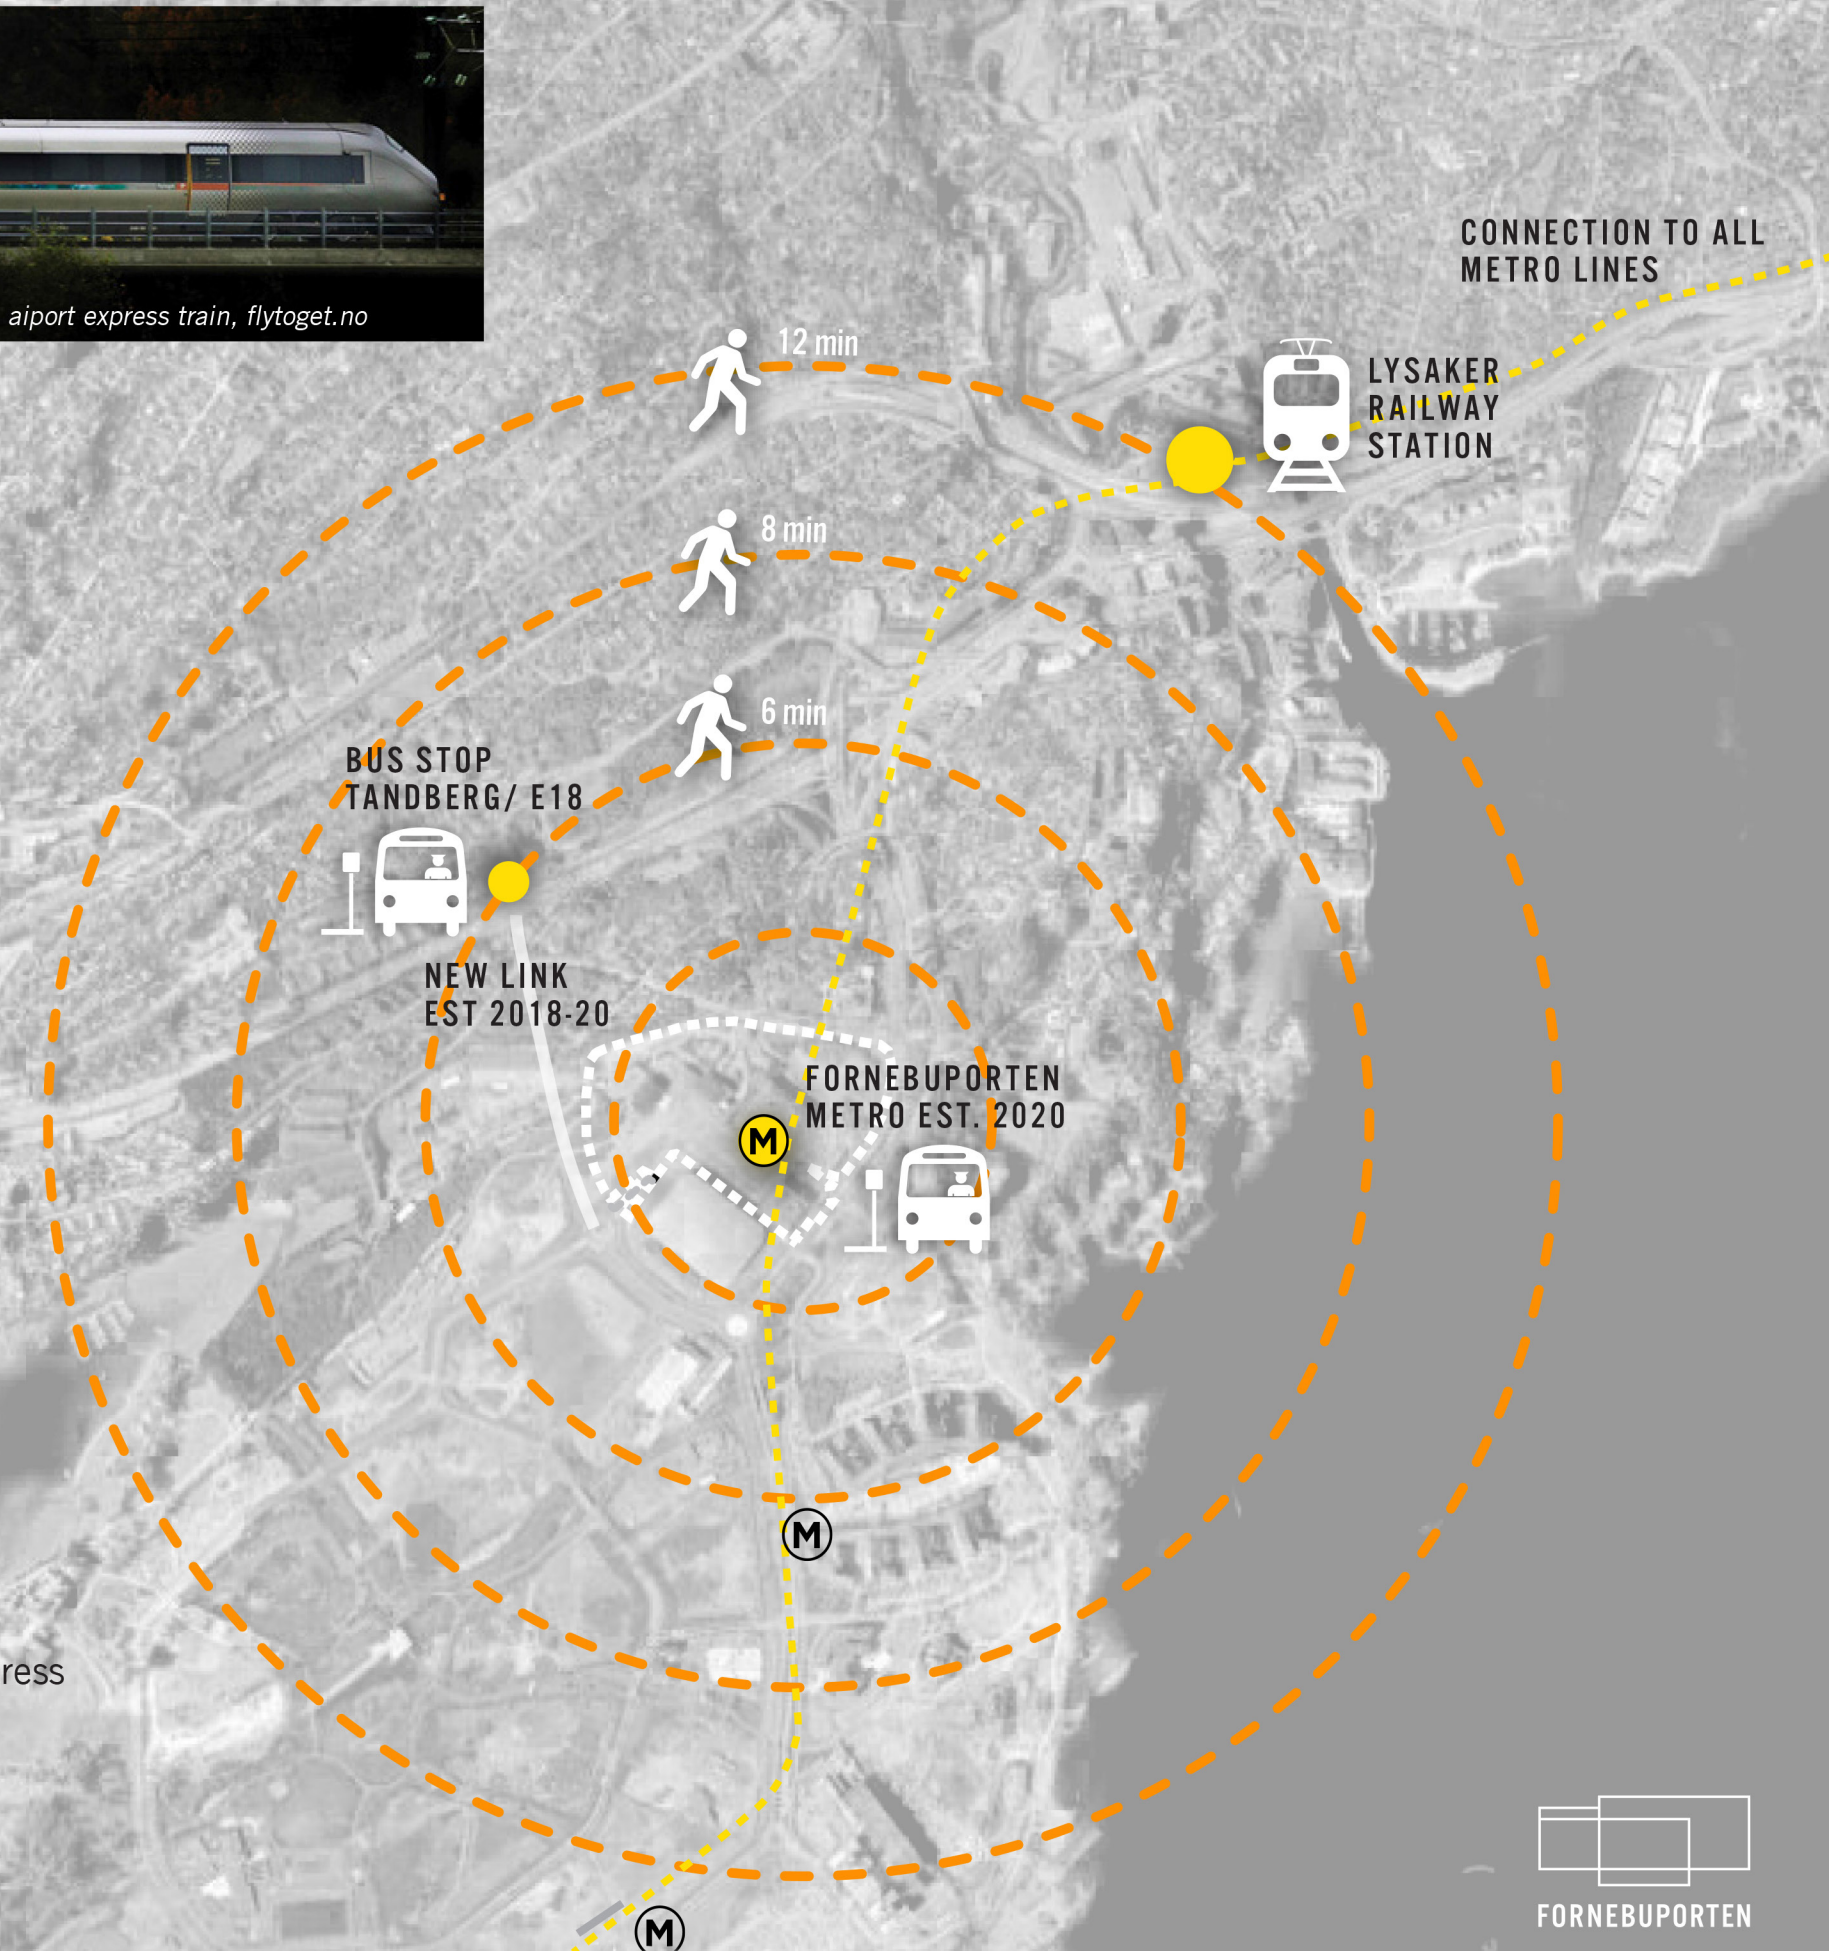 aiport express train, flytoget.no
CONNECTION TO ALL
METRO LINES
12 min
LYSAKER
RAILWAY
STATION
8 min
6 min
BUS STOP
TANDBERG/ E18
NEW LINK
EST 2018-20
FORNEBUPORTEN
METRO EST. 2020
M
M
ress
M
FORNEBUPORTEN